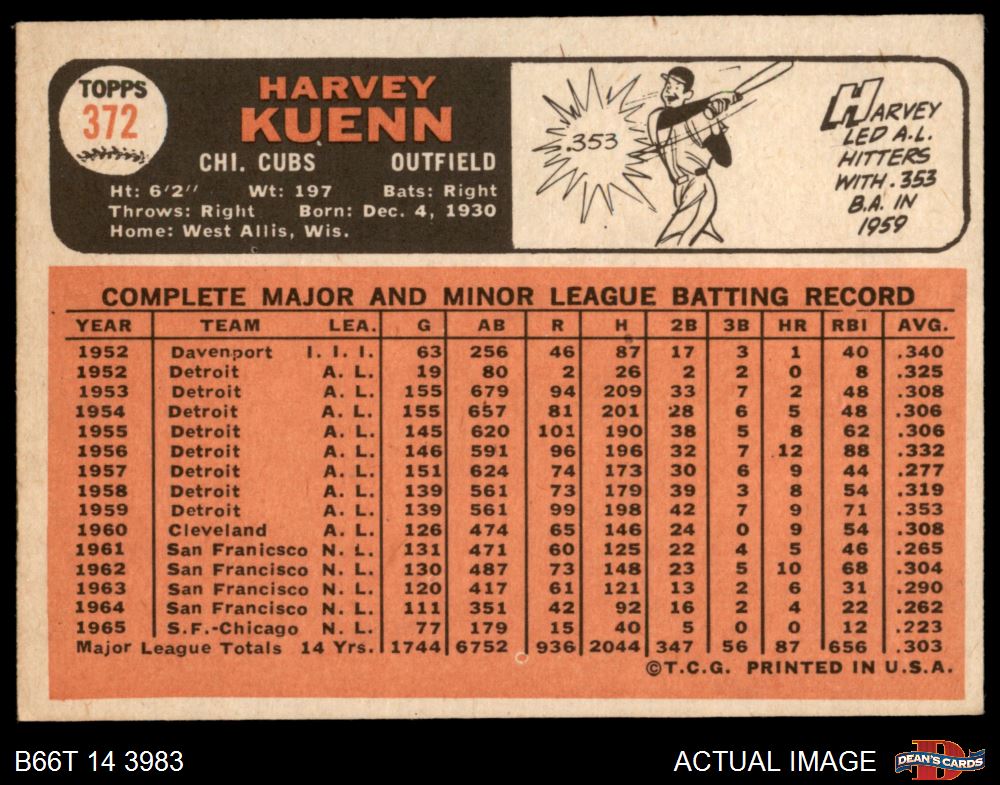 TOPPS
372
HARVEY
KUENN
CHI. CUBS OUTFIELD
Ht: 6'2" Wt: 197 Bats: Right
Throws: Right Born: Dec. 4, 1930
Home: West Allis, Wis.
.353
HARVEY
LED A.L.
HITTERS
WITH .353
B.A. IN
1959
COMPLETE MAJOR AND MINOR LEAGUE BATTING RECORD
YEAR TEAM LEA. G AB R H 2B 3B HR RBI AVG.
1952 Davenport I. I. I. 63 256 46 87 17 3 1 40 .340
1952 Detroit A. L. 19 80 2 26 2 2 0 8 .325
1953 Detroit A. L. 155 679 94 209 33 7 2 48 .308
1954 Detroit A. L. 155 657 81 201 28 6 5 48 .306
1955 Detroit A. L. 145 620 101 190 38 5 8 62 .306
1956 Detroit A. L. 146 591 96 196 32 7 12 88 .332
1957 Detroit A. L. 151 624 74 173 30 6 9 44 .277
1958 Detroit A. L. 139 561 73 179 39 3 8 54 .319
1959 Detroit A. L. 139 561 99 198 42 7 9 71 .353
1960 Cleveland A. L. 126 474 65 146 24 0 9 54 .308
1961 San Franicsco N. L. 131 471 60 125 22 4 5 46 .265
1962 San Francisco N. L. 130 487 73 148 23 5 10 68 .304
1963 San Francisco N. L. 120 417 61 121 13 2 6 31 .290
1964 San Francisco N. L. 111 351 42 92 16 2 4 22 .262
1965 S.F.-Chicago N. L. 77 179 15 40 5 0 0 12 .223
Major League Totals 14 Yrs. 1744 6752 936 2044 347 56 87 656 .303
©T.C.G. PRINTED IN U.S.A.
B66T 14 3983 ACTUAL IMAGE DEAN'S CARDS